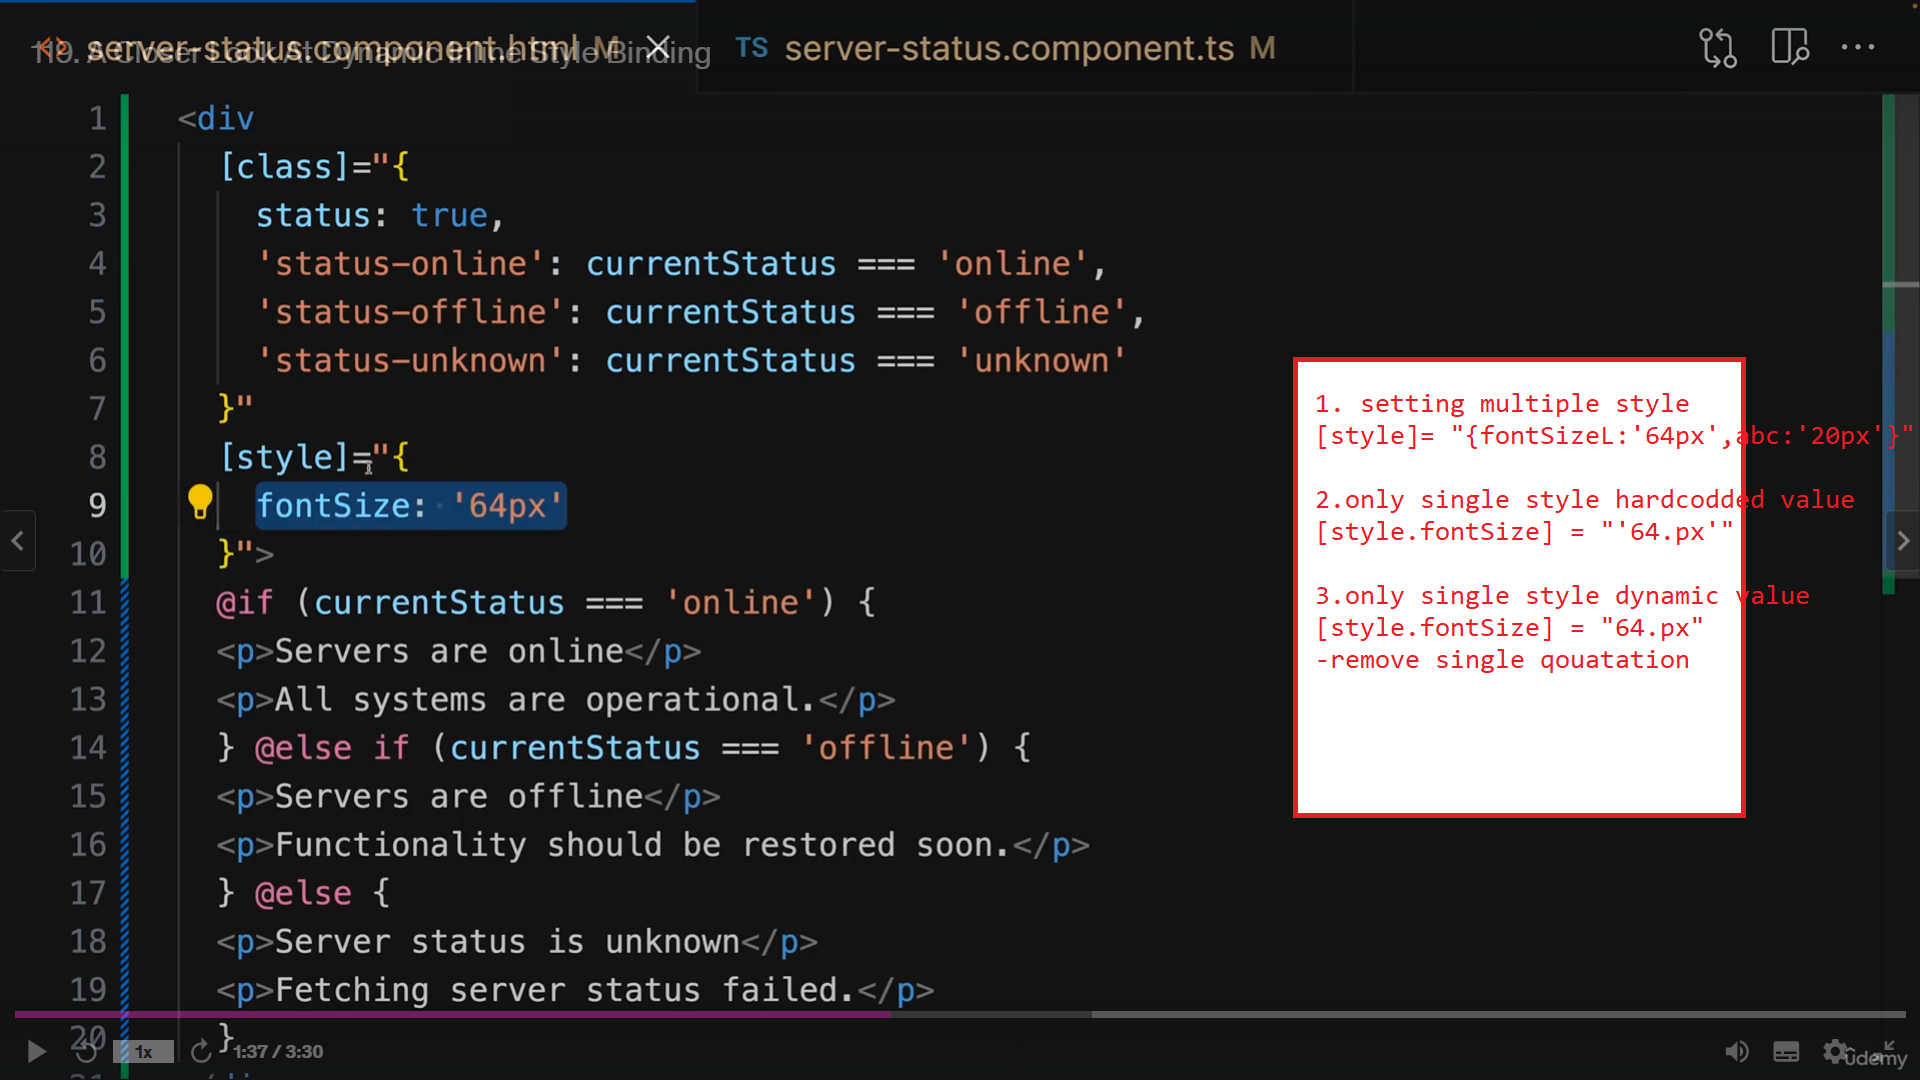 server-status.component.html M
119. A Closer Look At Dynamic Inline Style Binding
TS server-status.component.ts M
1 <div
2 [class]="{
3 status: true,
4 'status-online': currentStatus === 'online',
5 'status-offline': currentStatus === 'offline',
6 'status-unknown': currentStatus === 'unknown'
7 }"
8 [style]="{
9 fontSize: '64px'
10 }">
11 @if (currentStatus === 'online') {
12 <p>Servers are online</p>
13 <p>All systems are operational.</p>
14 } @else if (currentStatus === 'offline') {
15 <p>Servers are offline</p>
16 <p>Functionality should be restored soon.</p>
17 } @else {
18 <p>Server status is unknown</p>
19 <p>Fetching server status failed.</p>
20 }
1. setting multiple style
[style]= "{fontSizeL:'64px',abc:'20px'}"
2.only single style hardcodded value
[style.fontSize] = "'64.px'"
3.only single style dynamic value
[style.fontSize] = "64.px"
-remove single qouatation
1x
1:37 / 3:30
udemy